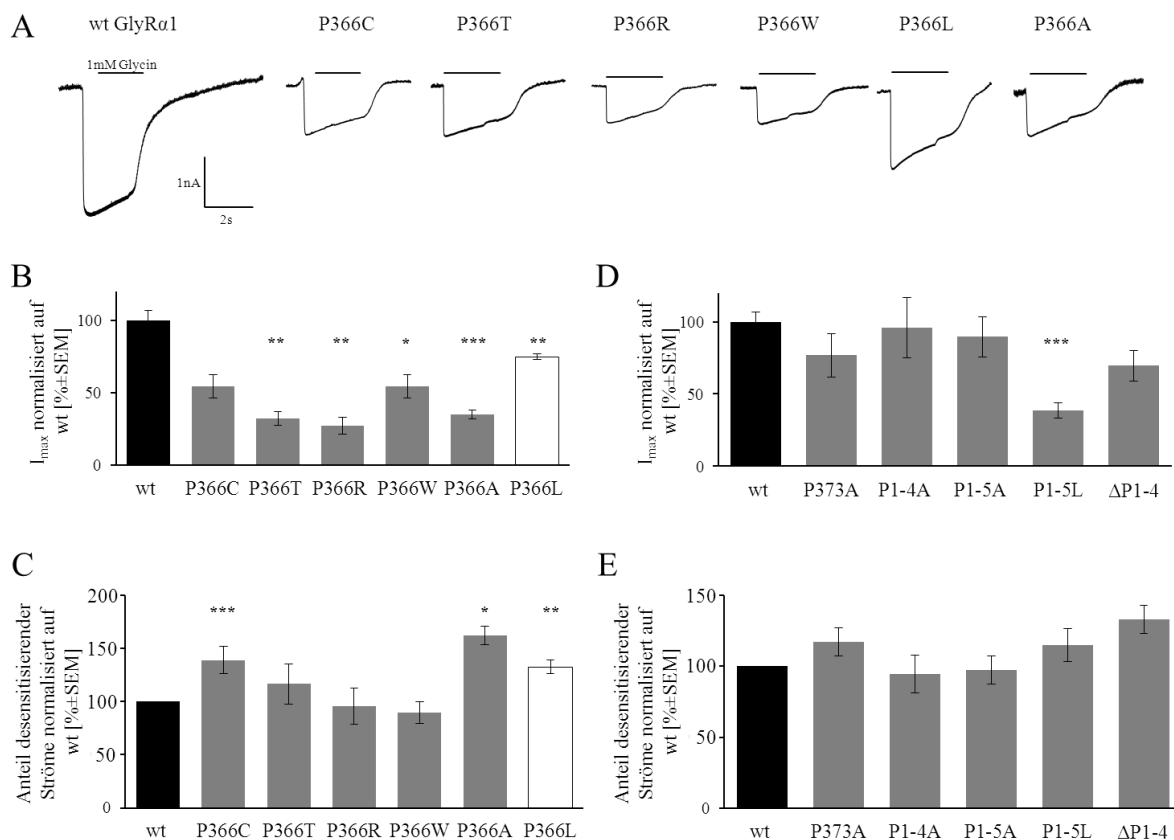 A
wt GlyRα1 P366C P366T P366R P366W P366L P366A
1mM Glycin
1nA
2s
B
I_max normalisiert auf
wt [%±SEM]
100
50
0
** ** * *** **
wt P366C P366T P366R P366W P366A P366L
D
I_max normalisiert auf
wt [%±SEM]
100
50
0
***
wt P373A P1-4A P1-5A P1-5L ΔP1-4
C
Anteil desensitisierender
Ströme normalisiert auf
wt [%±SEM]
200
150
100
50
0
*** * **
wt P366C P366T P366R P366W P366A P366L
E
Anteil desensitisierender
Ströme normalisiert auf
wt [%±SEM]
150
100
50
0
wt P373A P1-4A P1-5A P1-5L ΔP1-4